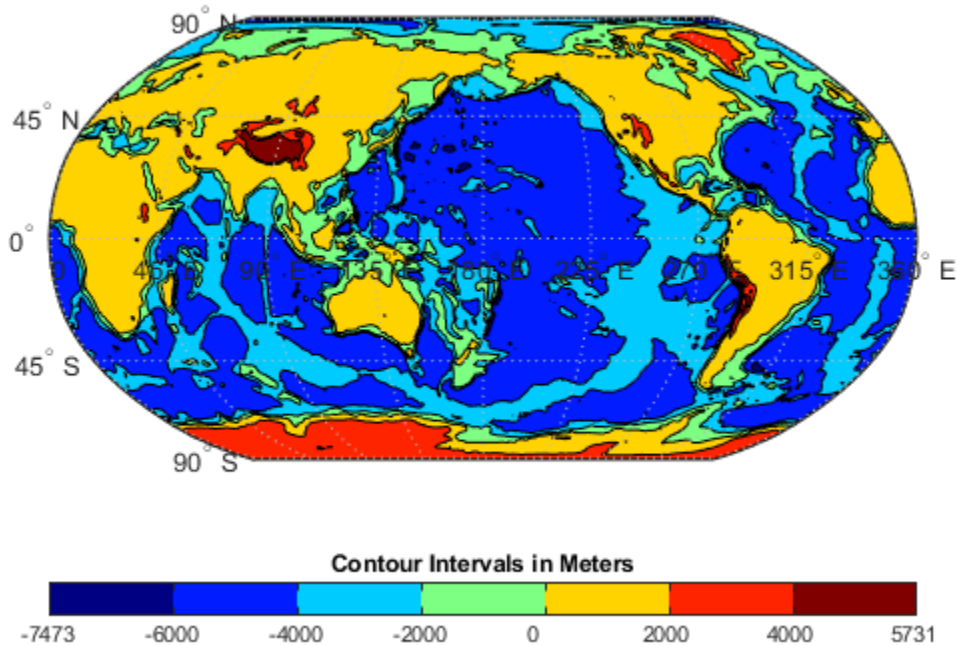 90° N
45° N
0°
0 45° E 90° E 135° E 180° E 225° E 270° E 315° E 360° E
45° S
90° S
Contour Intervals in Meters
-7473 -6000 -4000 -2000 0 2000 4000 5731